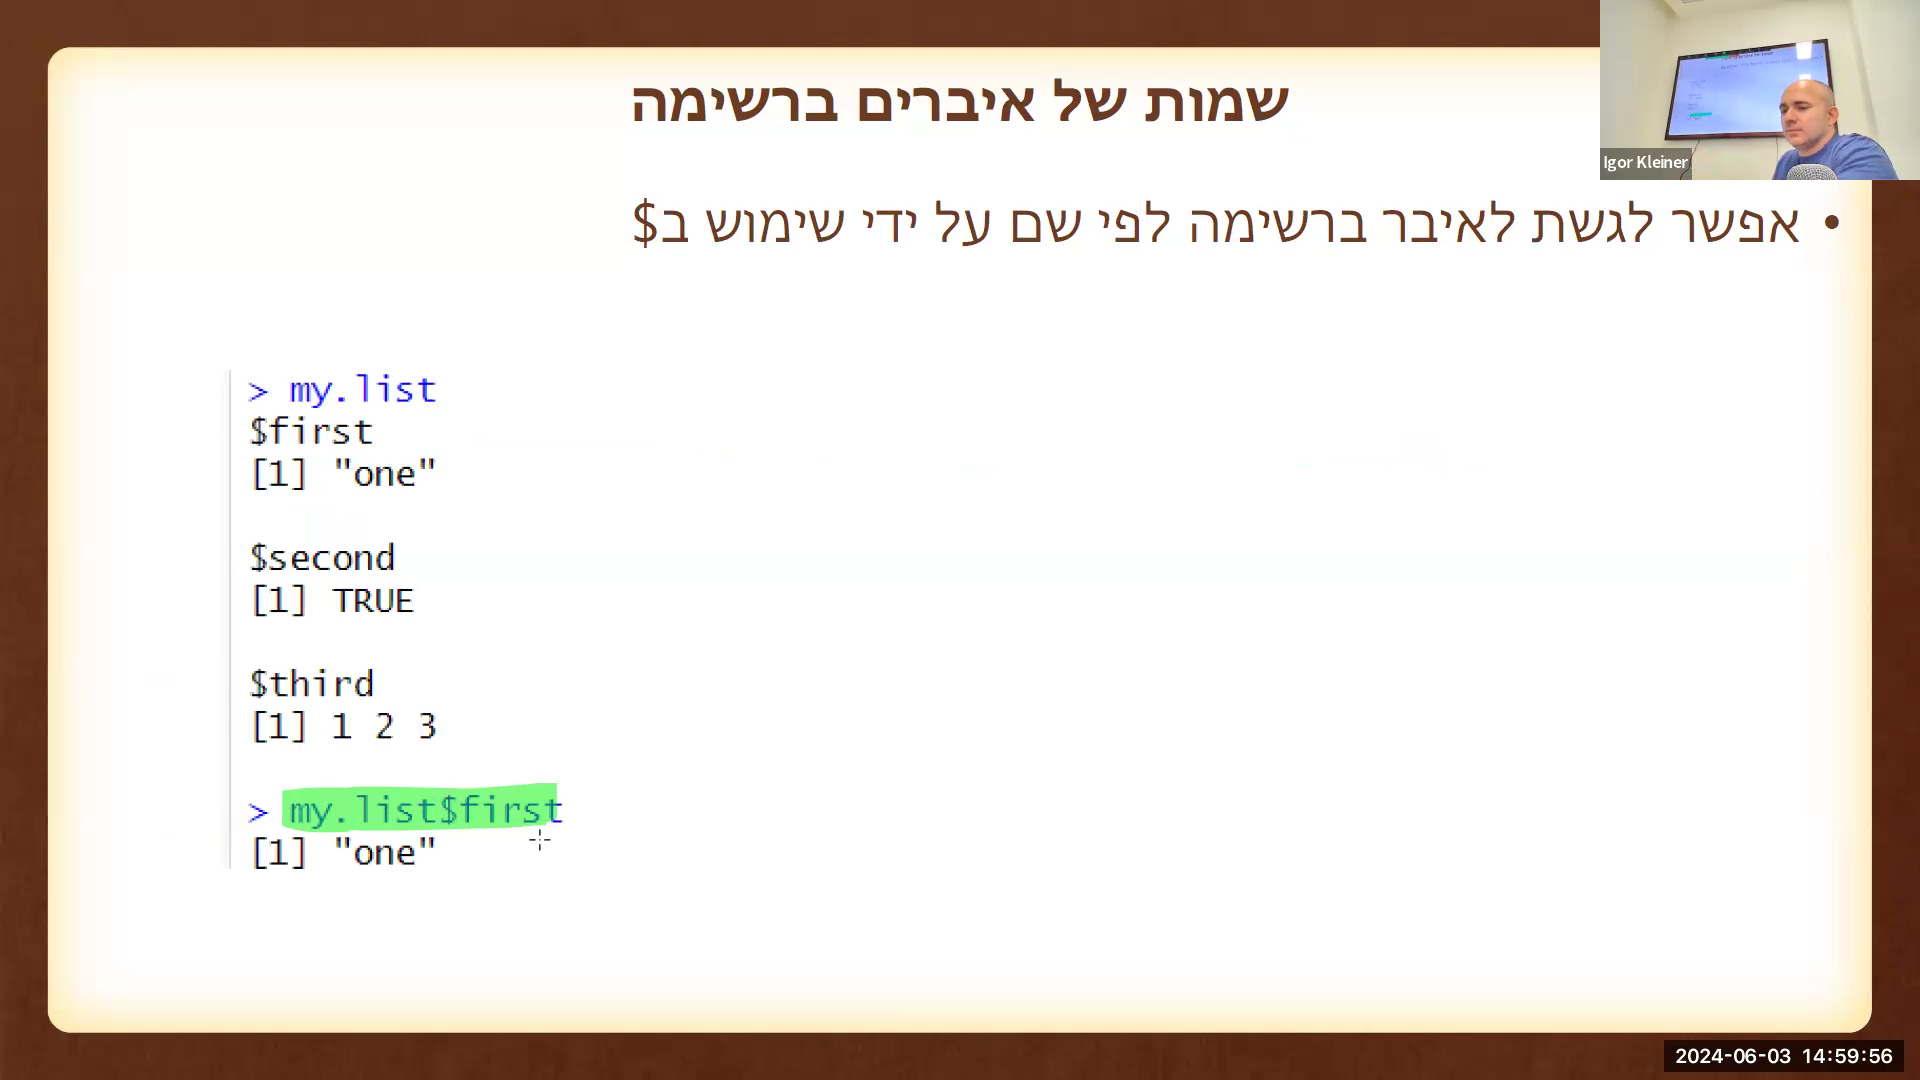 שמות של איברים ברשימה
Igor Kleiner
• אפשר לגשת לאיבר ברשימה לפי שם על ידי שימוש ב$
> my.list
$first
[1] "one"
$second
[1] TRUE
$third
[1] 1 2 3
> my.list$first
[1] "one"
2024-06-03 14:59:56